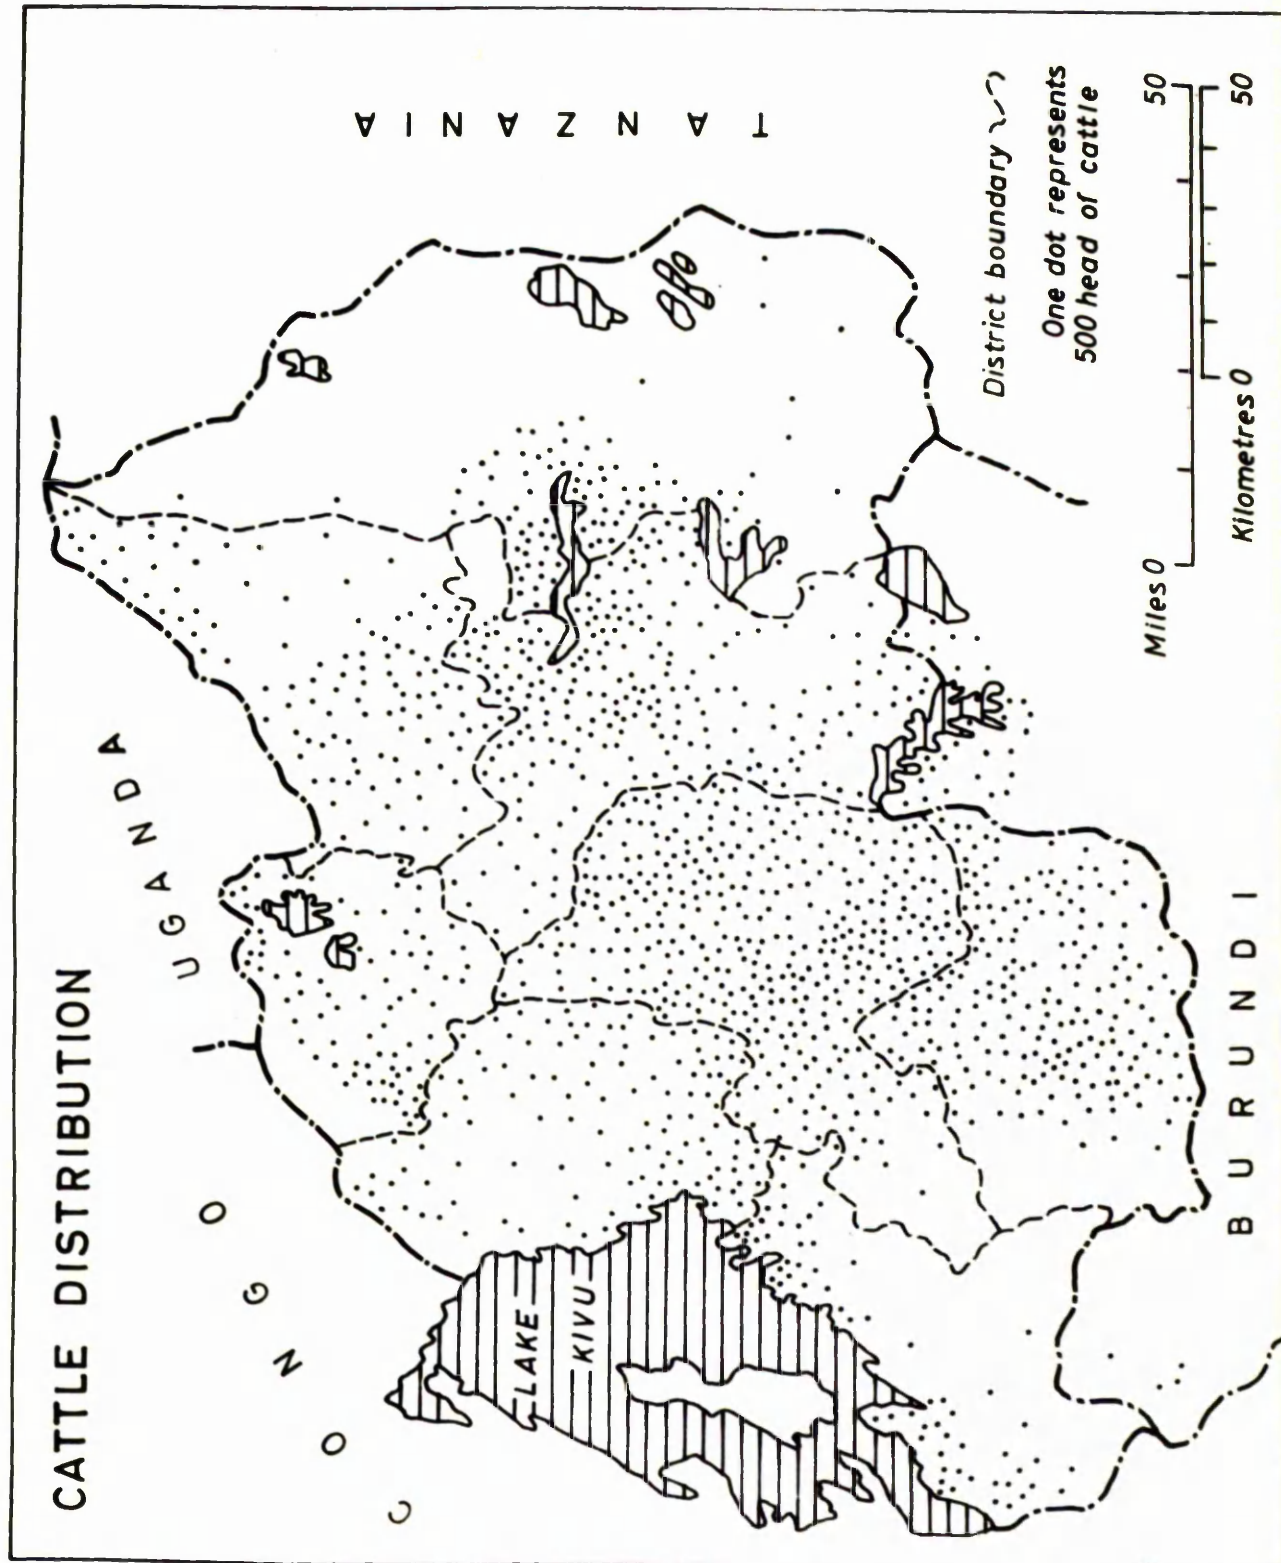 CATTLE DISTRIBUTION
UGANDA
CONGO
TANZANIA
LAKE
KIVU
BURUNDI
District boundary
One dot represents
500 head of cattle
Miles 0 50
Kilometres 0 50